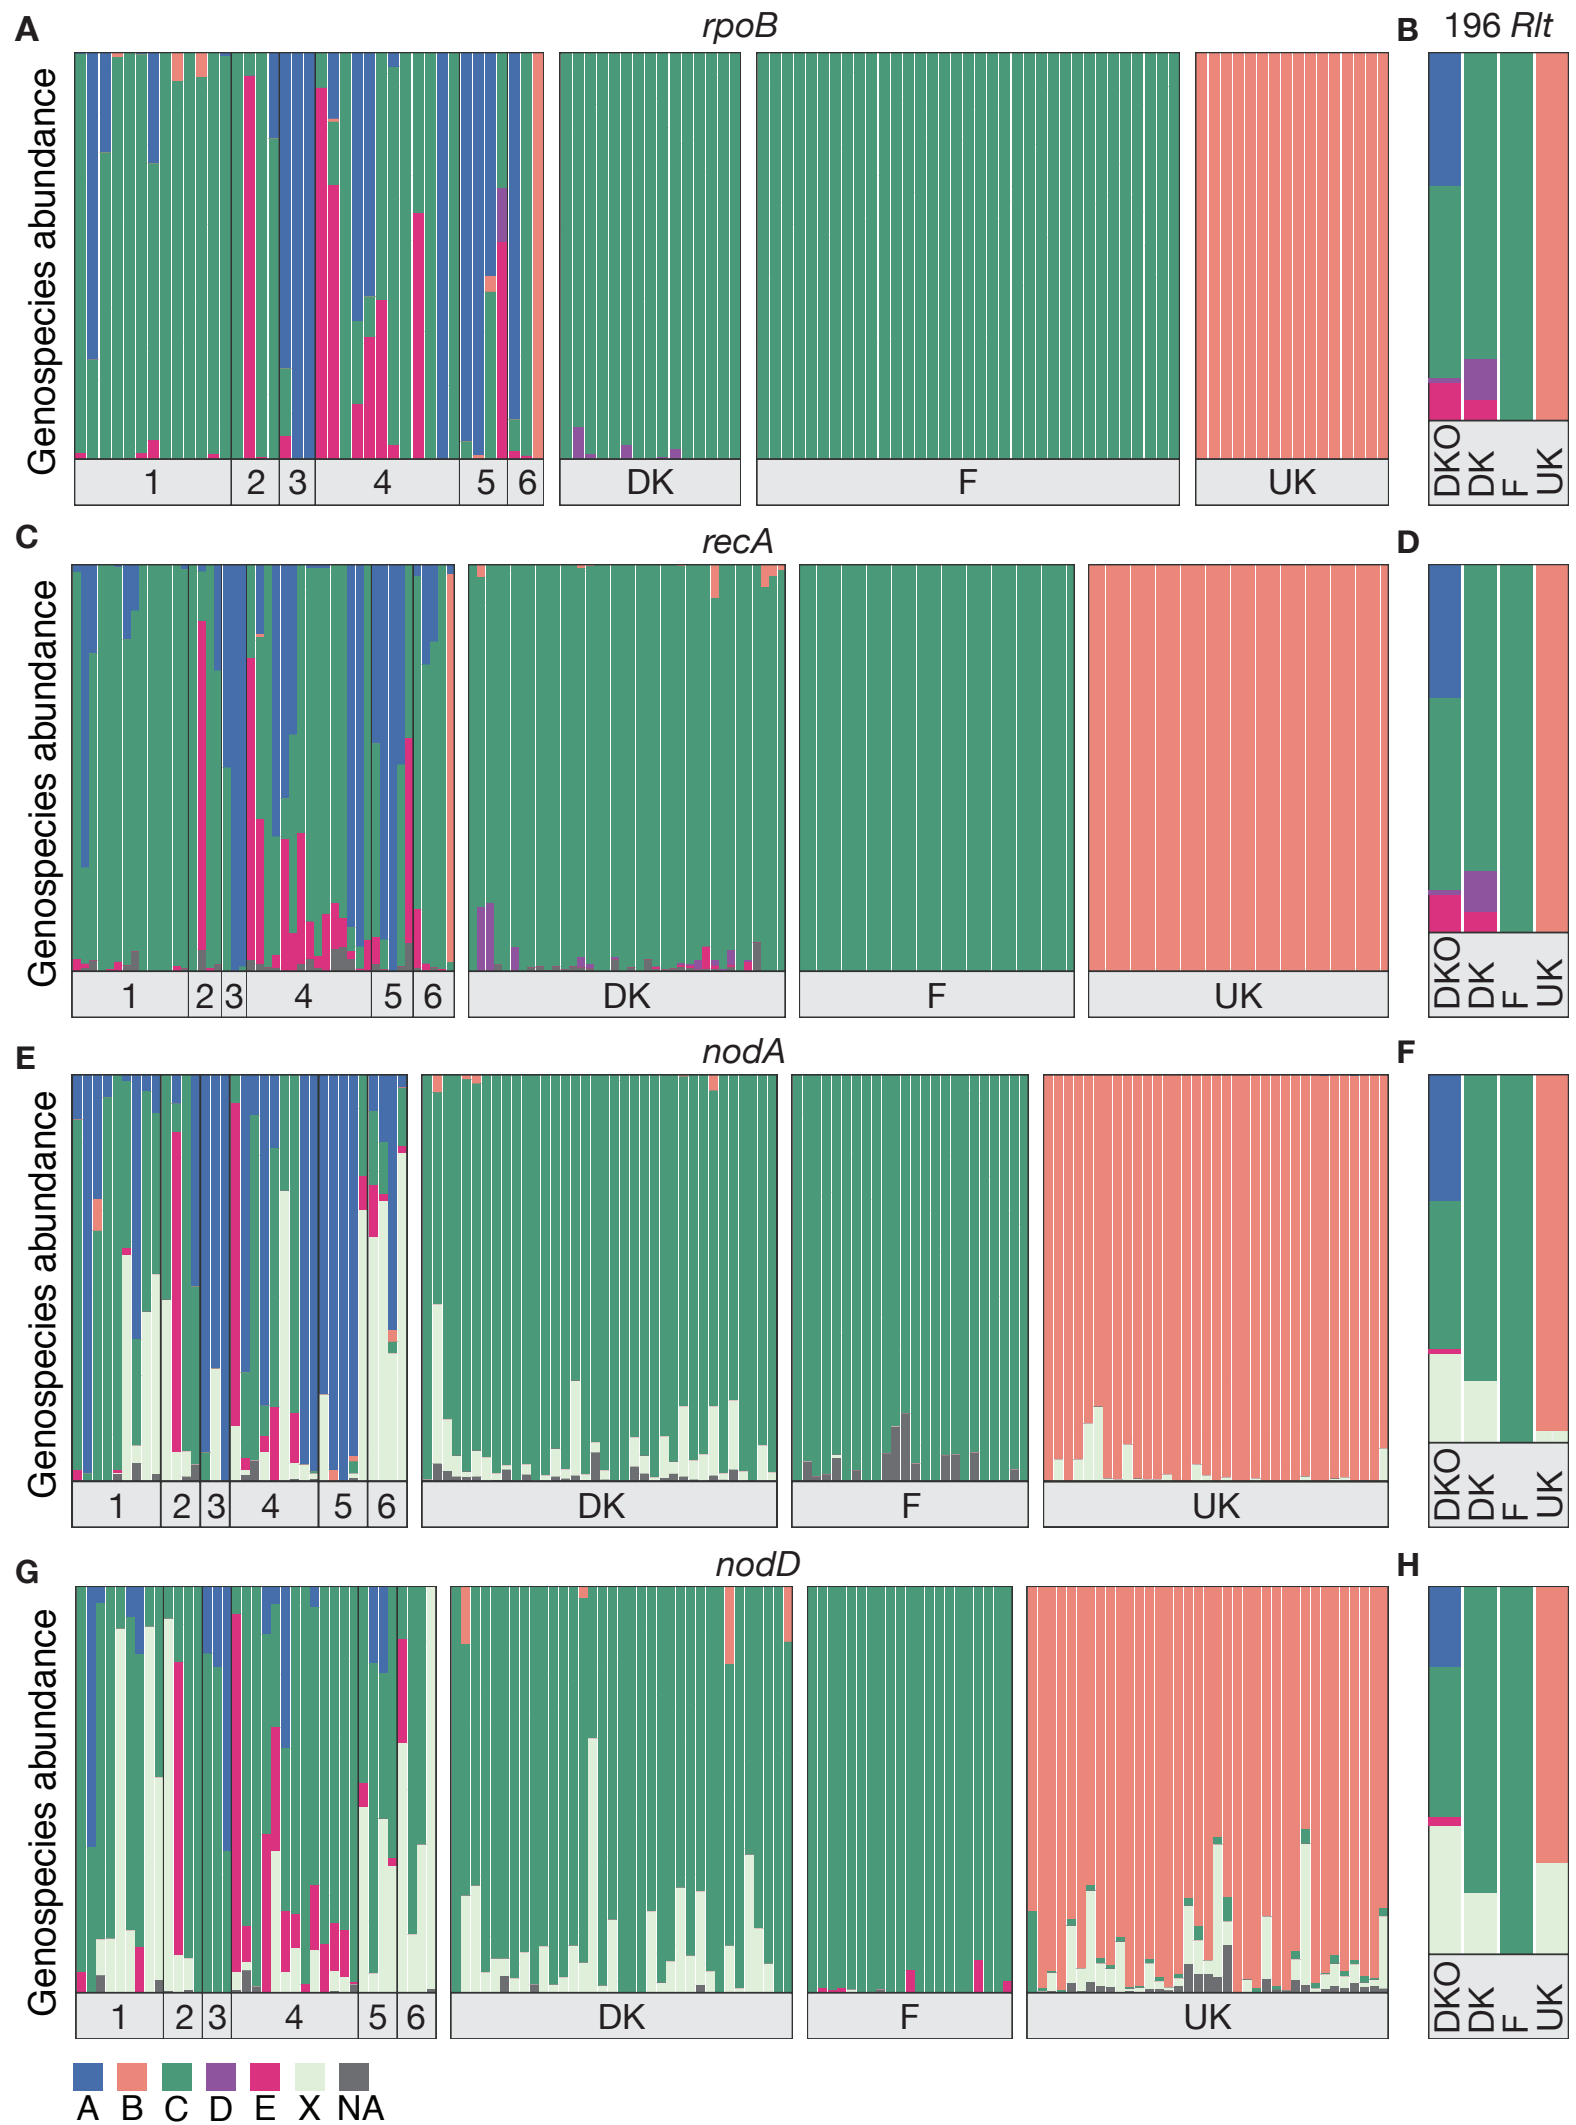 A rpoB B 196 Rlt
Genospecies abundance
1 2 3 4 5 6 DK F UK DKO DK F UK
C recA D
Genospecies abundance
1 2 3 4 5 6 DK F UK DKO DK F UK
E nodA F
Genospecies abundance
1 2 3 4 5 6 DK F UK DKO DK F UK
G nodD H
Genospecies abundance
1 2 3 4 5 6 DK F UK DKO DK F UK
A B C D E X NA